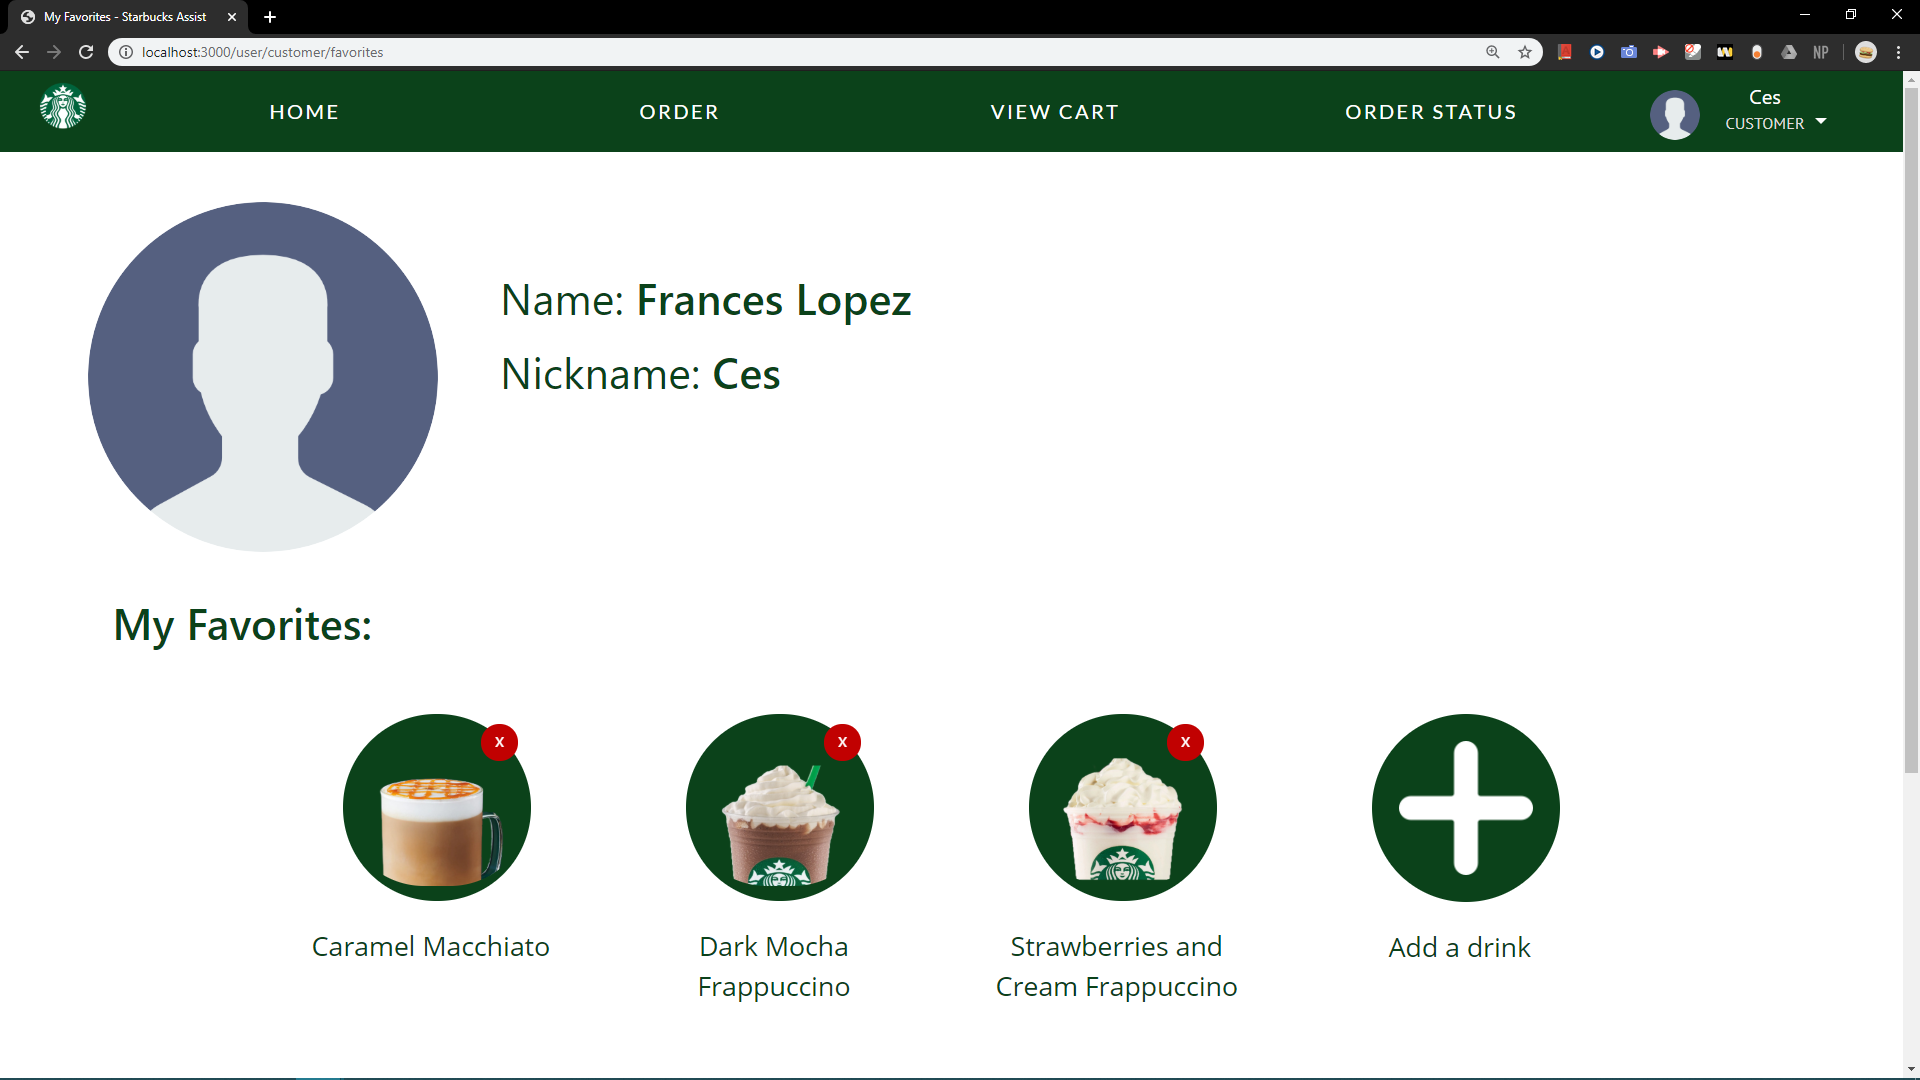 My Favorites - Starbucks Assist
localhost:3000/user/customer/favorites
NP
HOME
ORDER
VIEW CART
ORDER STATUS
Ces
CUSTOMER
Name: Frances Lopez
Nickname: Ces
My Favorites:
X
X
X
Caramel Macchiato
Dark Mocha
Frappuccino
Strawberries and
Cream Frappuccino
Add a drink